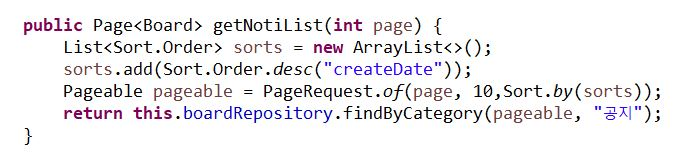 public Page<Board> getNotiList(int page) {
List<Sort.Order> sorts = new ArrayList<>();
sorts.add(Sort.Order.desc("createDate"));
Pageable pageable = PageRequest.of(page, 10,Sort.by(sorts));
return this.boardRepository.findByCategory(pageable, "공지");
}